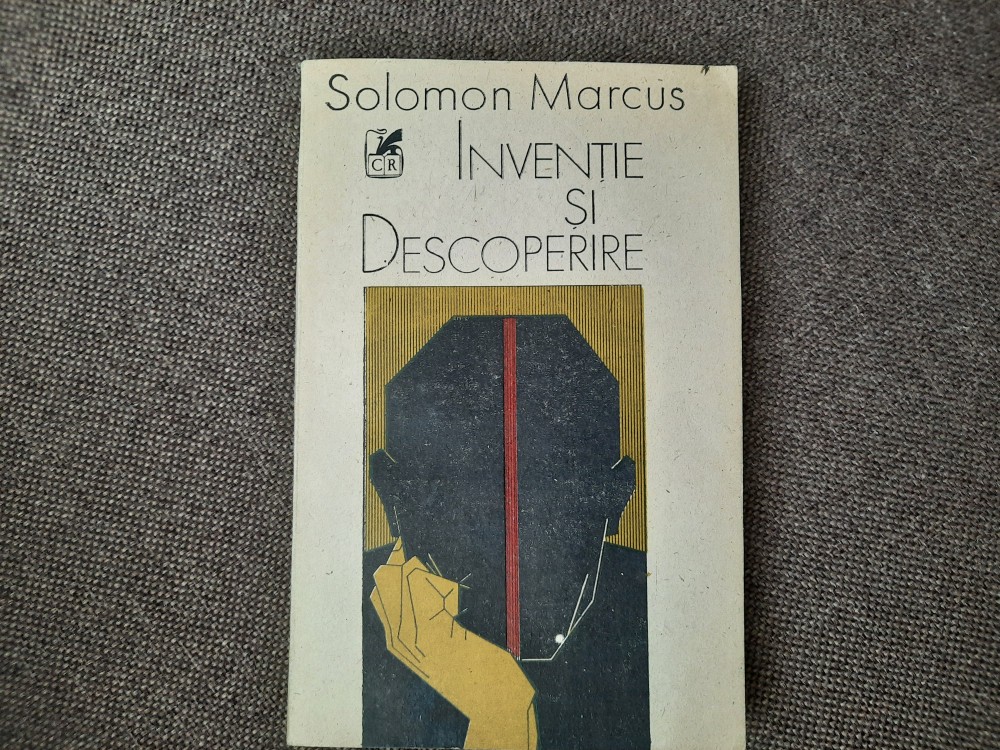 Solomon Marcus
CR
INVENȚIE
ȘI
DESCOPERIRE